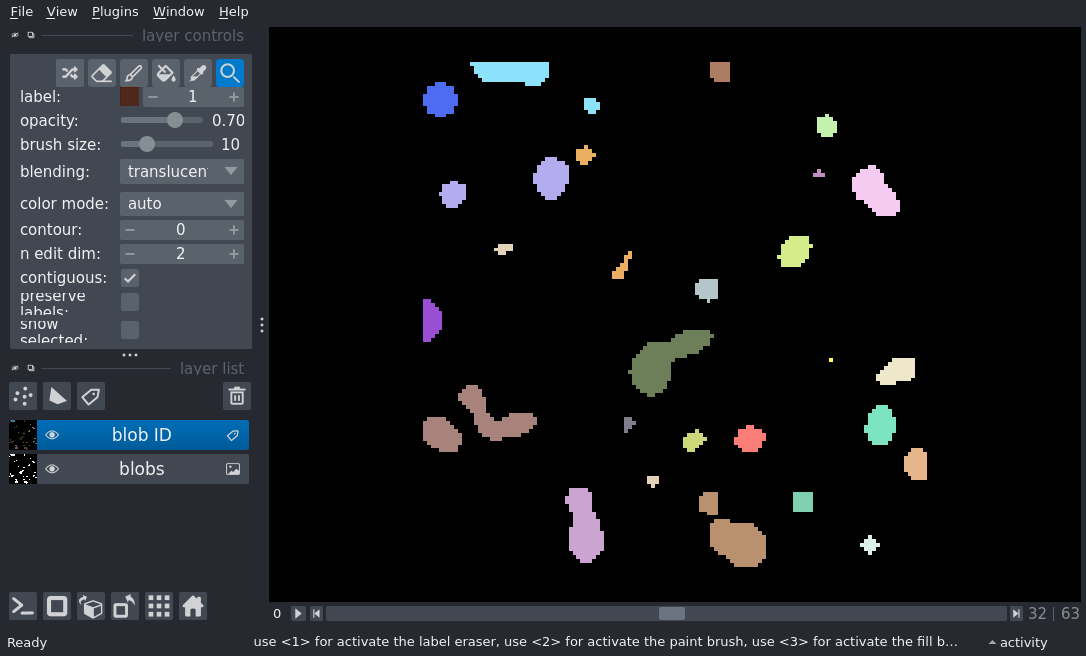 File View Plugins Window Help
layer controls
label: 1
opacity: 0.70
brush size: 10
blending: translucen
color mode: auto
contour: 0
n edit dim: 2
contiguous:
preserve
labels:
show
selected:
layer list
blob ID
blobs
0 32 63
Ready use <1> for activate the label eraser, use <2> for activate the paint brush, use <3> for activate the fill b... activity